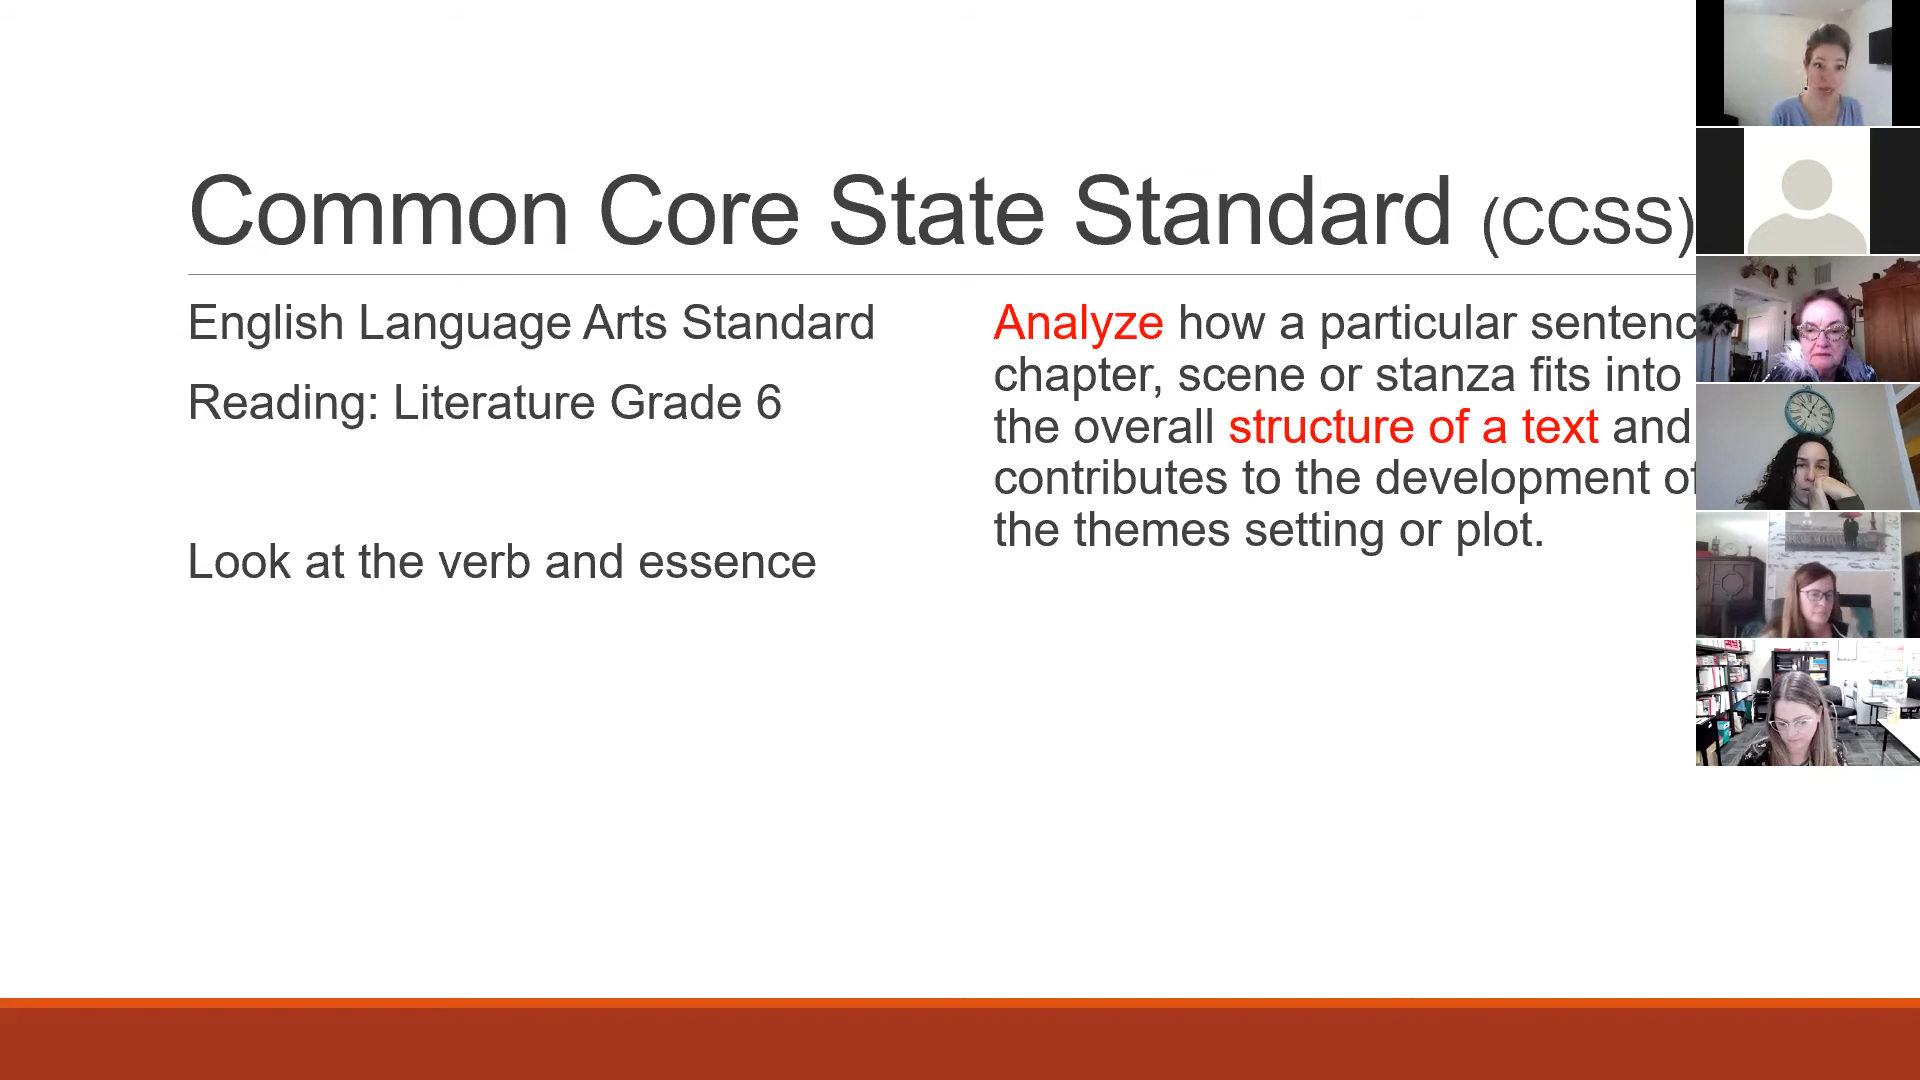 Common Core State Standard (CCSS)
English Language Arts Standard
Reading: Literature Grade 6
Look at the verb and essence
Analyze how a particular sentenc
chapter, scene or stanza fits into
the overall structure of a text and
contributes to the development of
the themes setting or plot.